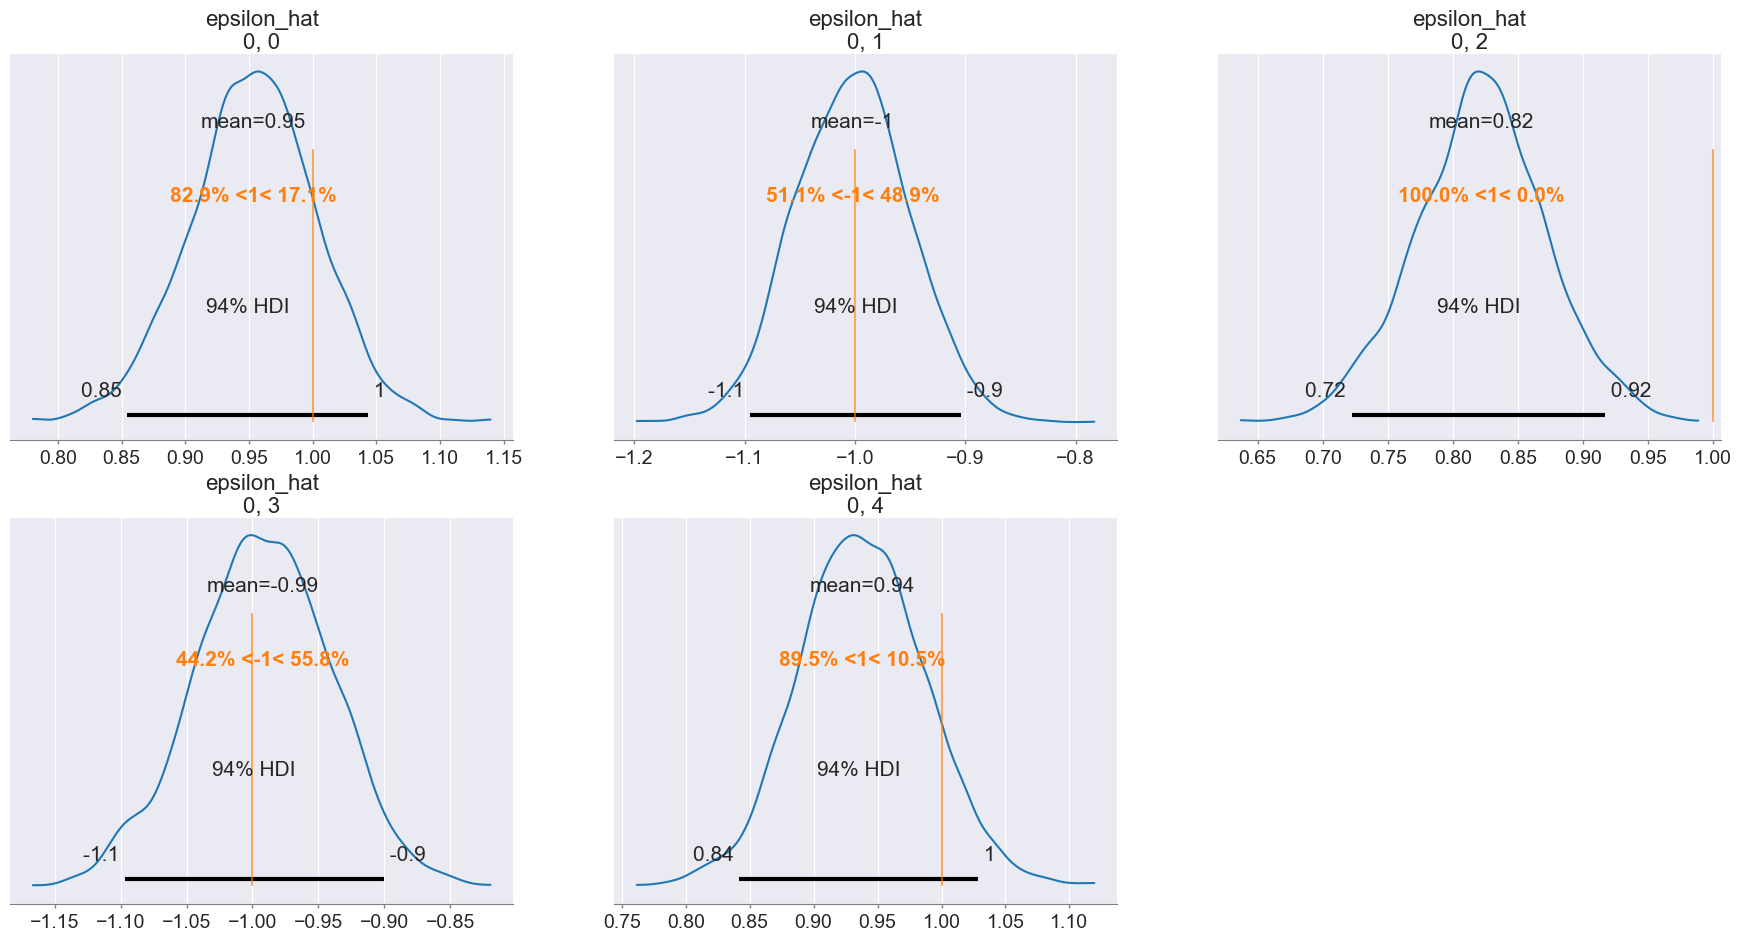 epsilon_hat
0, 0
mean=0.95
82.9% <1< 17.1%
94% HDI
0.85
1
0.80 0.85 0.90 0.95 1.00 1.05 1.10 1.15
epsilon_hat
0, 1
mean=-1
51.1% <-1< 48.9%
94% HDI
-1.1
-0.9
−1.2 −1.1 −1.0 −0.9 −0.8
epsilon_hat
0, 2
mean=0.82
100.0% <1< 0.0%
94% HDI
0.72
0.92
0.65 0.70 0.75 0.80 0.85 0.90 0.95 1.00
epsilon_hat
0, 3
mean=-0.99
44.2% <-1< 55.8%
94% HDI
-1.1
-0.9
−1.15 −1.10 −1.05 −1.00 −0.95 −0.90 −0.85
epsilon_hat
0, 4
mean=0.94
89.5% <1< 10.5%
94% HDI
0.84
1
0.75 0.80 0.85 0.90 0.95 1.00 1.05 1.10